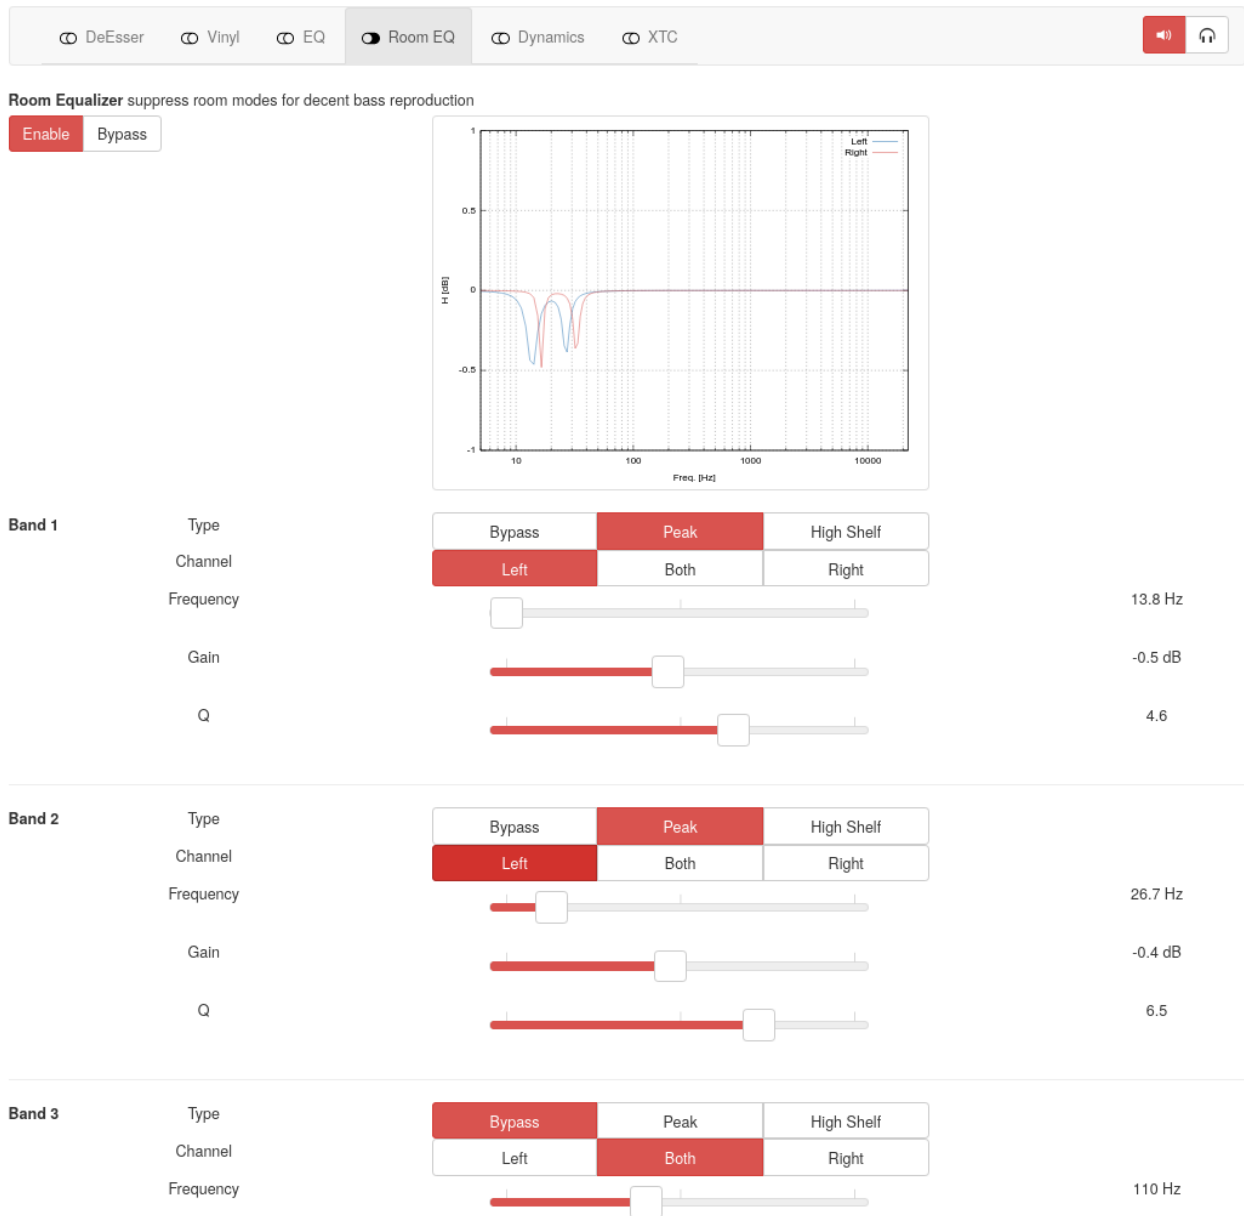 DeEsser Vinyl EQ Room EQ Dynamics XTC
Room Equalizer suppress room modes for decent bass reproduction
Enable Bypass
1
Left
Right
0.5
H [dB]
0
-0.5
-1
10 100 1000 10000
Freq. [Hz]
Band 1 Type Bypass Peak High Shelf
Channel Left Both Right
Frequency 13.8 Hz
Gain -0.5 dB
Q 4.6
Band 2 Type Bypass Peak High Shelf
Channel Left Both Right
Frequency 26.7 Hz
Gain -0.4 dB
Q 6.5
Band 3 Type Bypass Peak High Shelf
Channel Left Both Right
Frequency 110 Hz